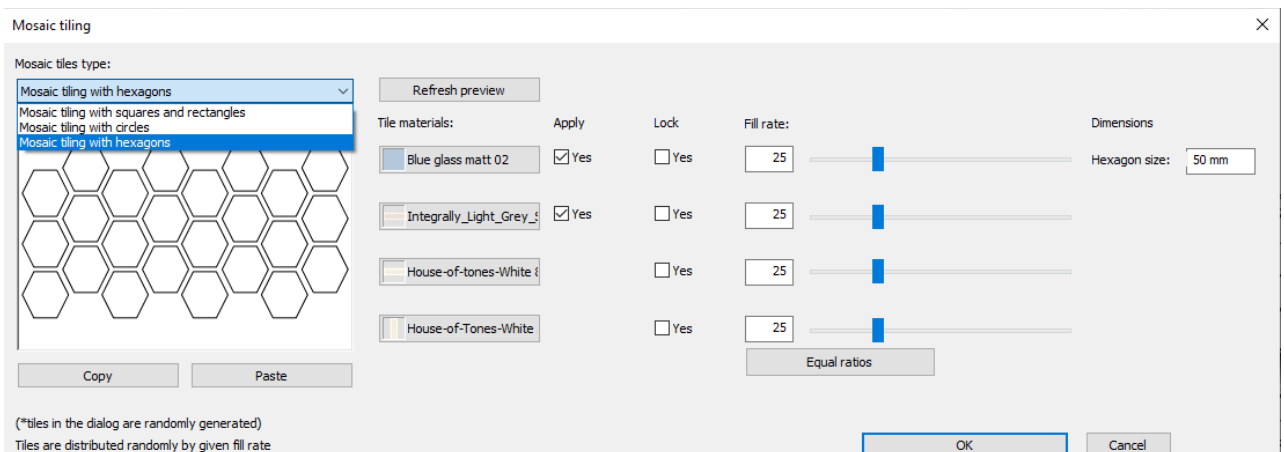 Mosaic tiling
Mosaic tiles type:
Mosaic tiling with hexagons
Refresh preview
Mosaic tiling with squares and rectangles
Mosaic tiling with circles
Mosaic tiling with hexagons
Tile materials: Apply Lock Fill rate: Dimensions
Blue glass matt 02 Yes Yes 25 Hexagon size: 50 mm
Integrally_Light_Grey_ Yes Yes 25
House-of-tones-White Yes 25
House-of-Tones-White Yes 25
Equal ratios
Copy Paste
(*tiles in the dialog are randomly generated)
Tiles are distributed randomly by given fill rate
OK Cancel